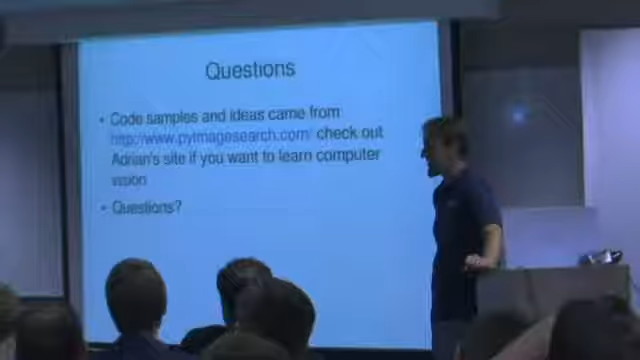 Questions
• Code samples and ideas came from
http://www.pyimagesearch.com/ check out
Adrian's site if you want to learn computer
vision
• Questions?